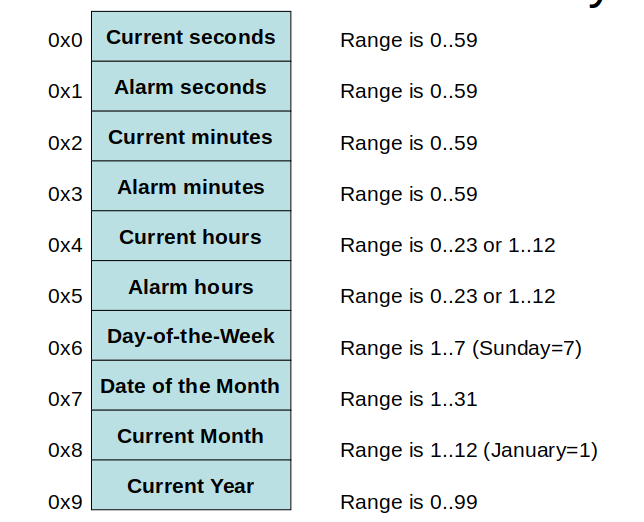 0x0 Current seconds Range is 0..59
0x1 Alarm seconds Range is 0..59
0x2 Current minutes Range is 0..59
0x3 Alarm minutes Range is 0..59
0x4 Current hours Range is 0..23 or 1..12
0x5 Alarm hours Range is 0..23 or 1..12
0x6 Day-of-the-Week Range is 1..7 (Sunday=7)
0x7 Date of the Month Range is 1..31
0x8 Current Month Range is 1..12 (January=1)
0x9 Current Year Range is 0..99